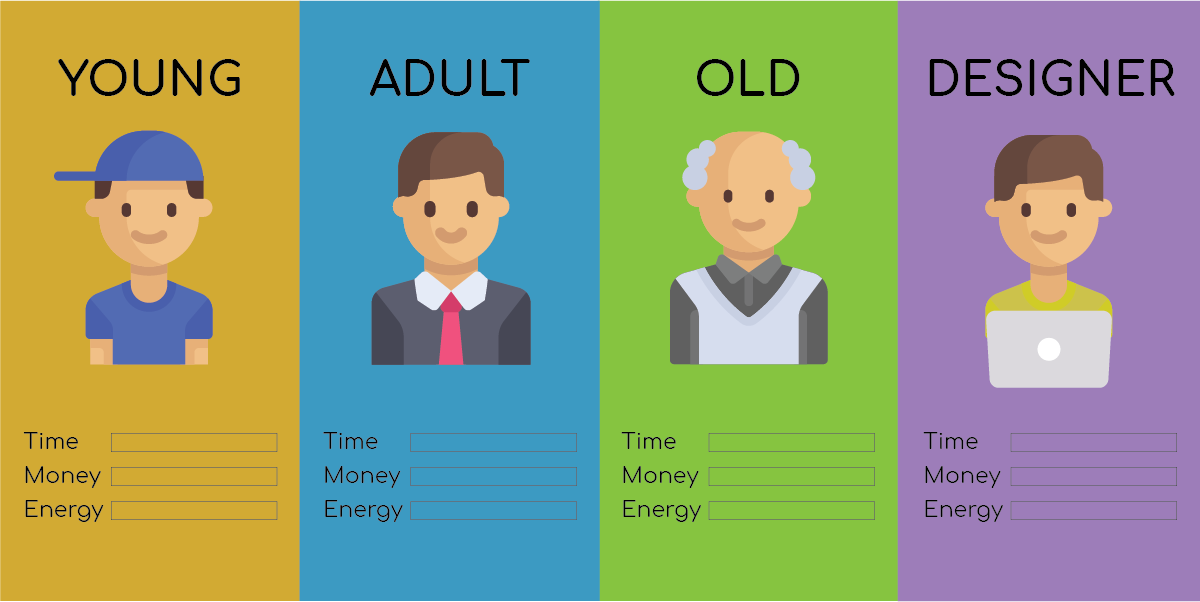 YOUNG
ADULT
OLD
DESIGNER
Time
Money
Energy
Time
Money
Energy
Time
Money
Energy
Time
Money
Energy